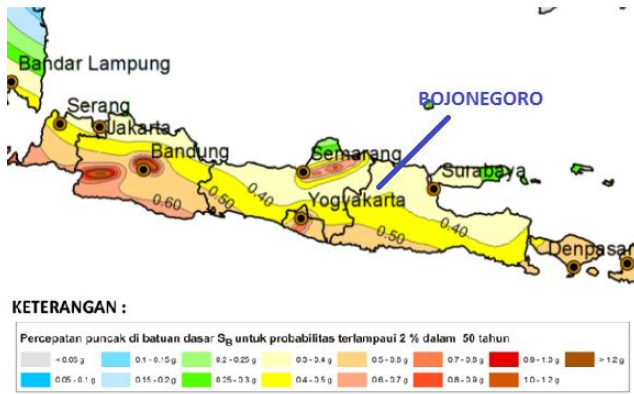 Bandar Lampung
BOJONEGORO
Serang
Jakarta
Bandung
Semarang
Surabaya
Yogyakarta
0.40
0.50
0.60
0.40
0.50
Denpasar
KETERANGAN :
Percepatan puncak di batuan dasar SB untuk probabilitas terlampaui 2 % dalam 50 tahun
< 0.05 g 0.1 - 0.15 g 0.2 - 0.25 g 0.3 - 0.4 g 0.5 - 0.6 g 0.7 - 0.8 g 0.9 - 1.0 g > 1.2 g
0.05 - 0.1 g 0.15 - 0.2 g 0.25 - 0.3 g 0.4 - 0.5 g 0.6 - 0.7 g 0.8 - 0.9 g 1.0 - 1.2 g